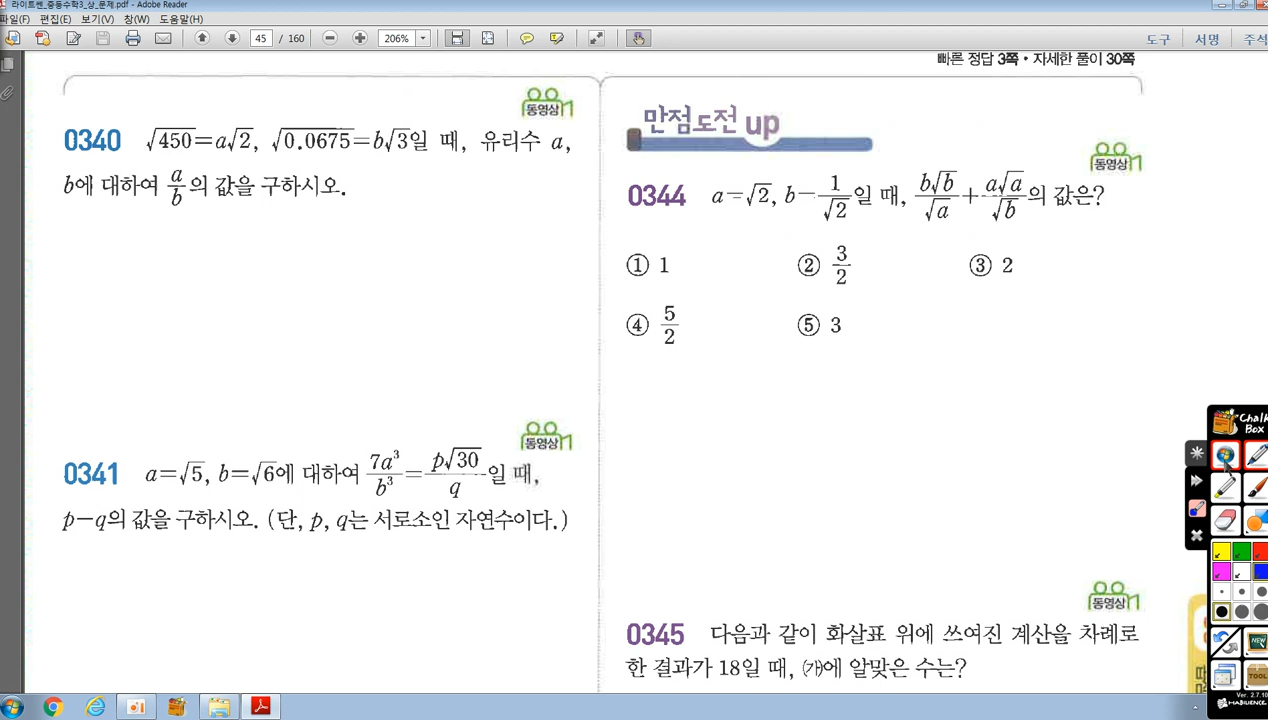 라이트쎈_중등수학3_상_문제.pdf - Adobe Reader
파일(F) 편집(E) 보기(V) 창(W) 도움말(H)
45 / 160 206% 도구 서명 주석
빠른 정답 3쪽 • 자세한 풀이 30쪽
동영상
0340 √450=a√2, √0.0675=b√3일 때, 유리수 a,
b에 대하여 a/b의 값을 구하시오.
동영상
0341 a=√5, b=√6에 대하여 7a³/b³=p√30/q일 때,
p-q의 값을 구하시오. (단, p, q는 서로소인 자연수이다.)
만점도전 up
동영상
0344 a=√2, b=1/√2일 때, b√b/√a+a√a/√b의 값은?
① 1 ② 3/2 ③ 2
④ 5/2 ⑤ 3
동영상
0345 다음과 같이 화살표 위에 쓰여진 계산을 차례로
한 결과가 18일 때, ㈎에 알맞은 수는?
Chalk
Box
NEW
TOOL
Ver. 2.7.10
HABILIENCE